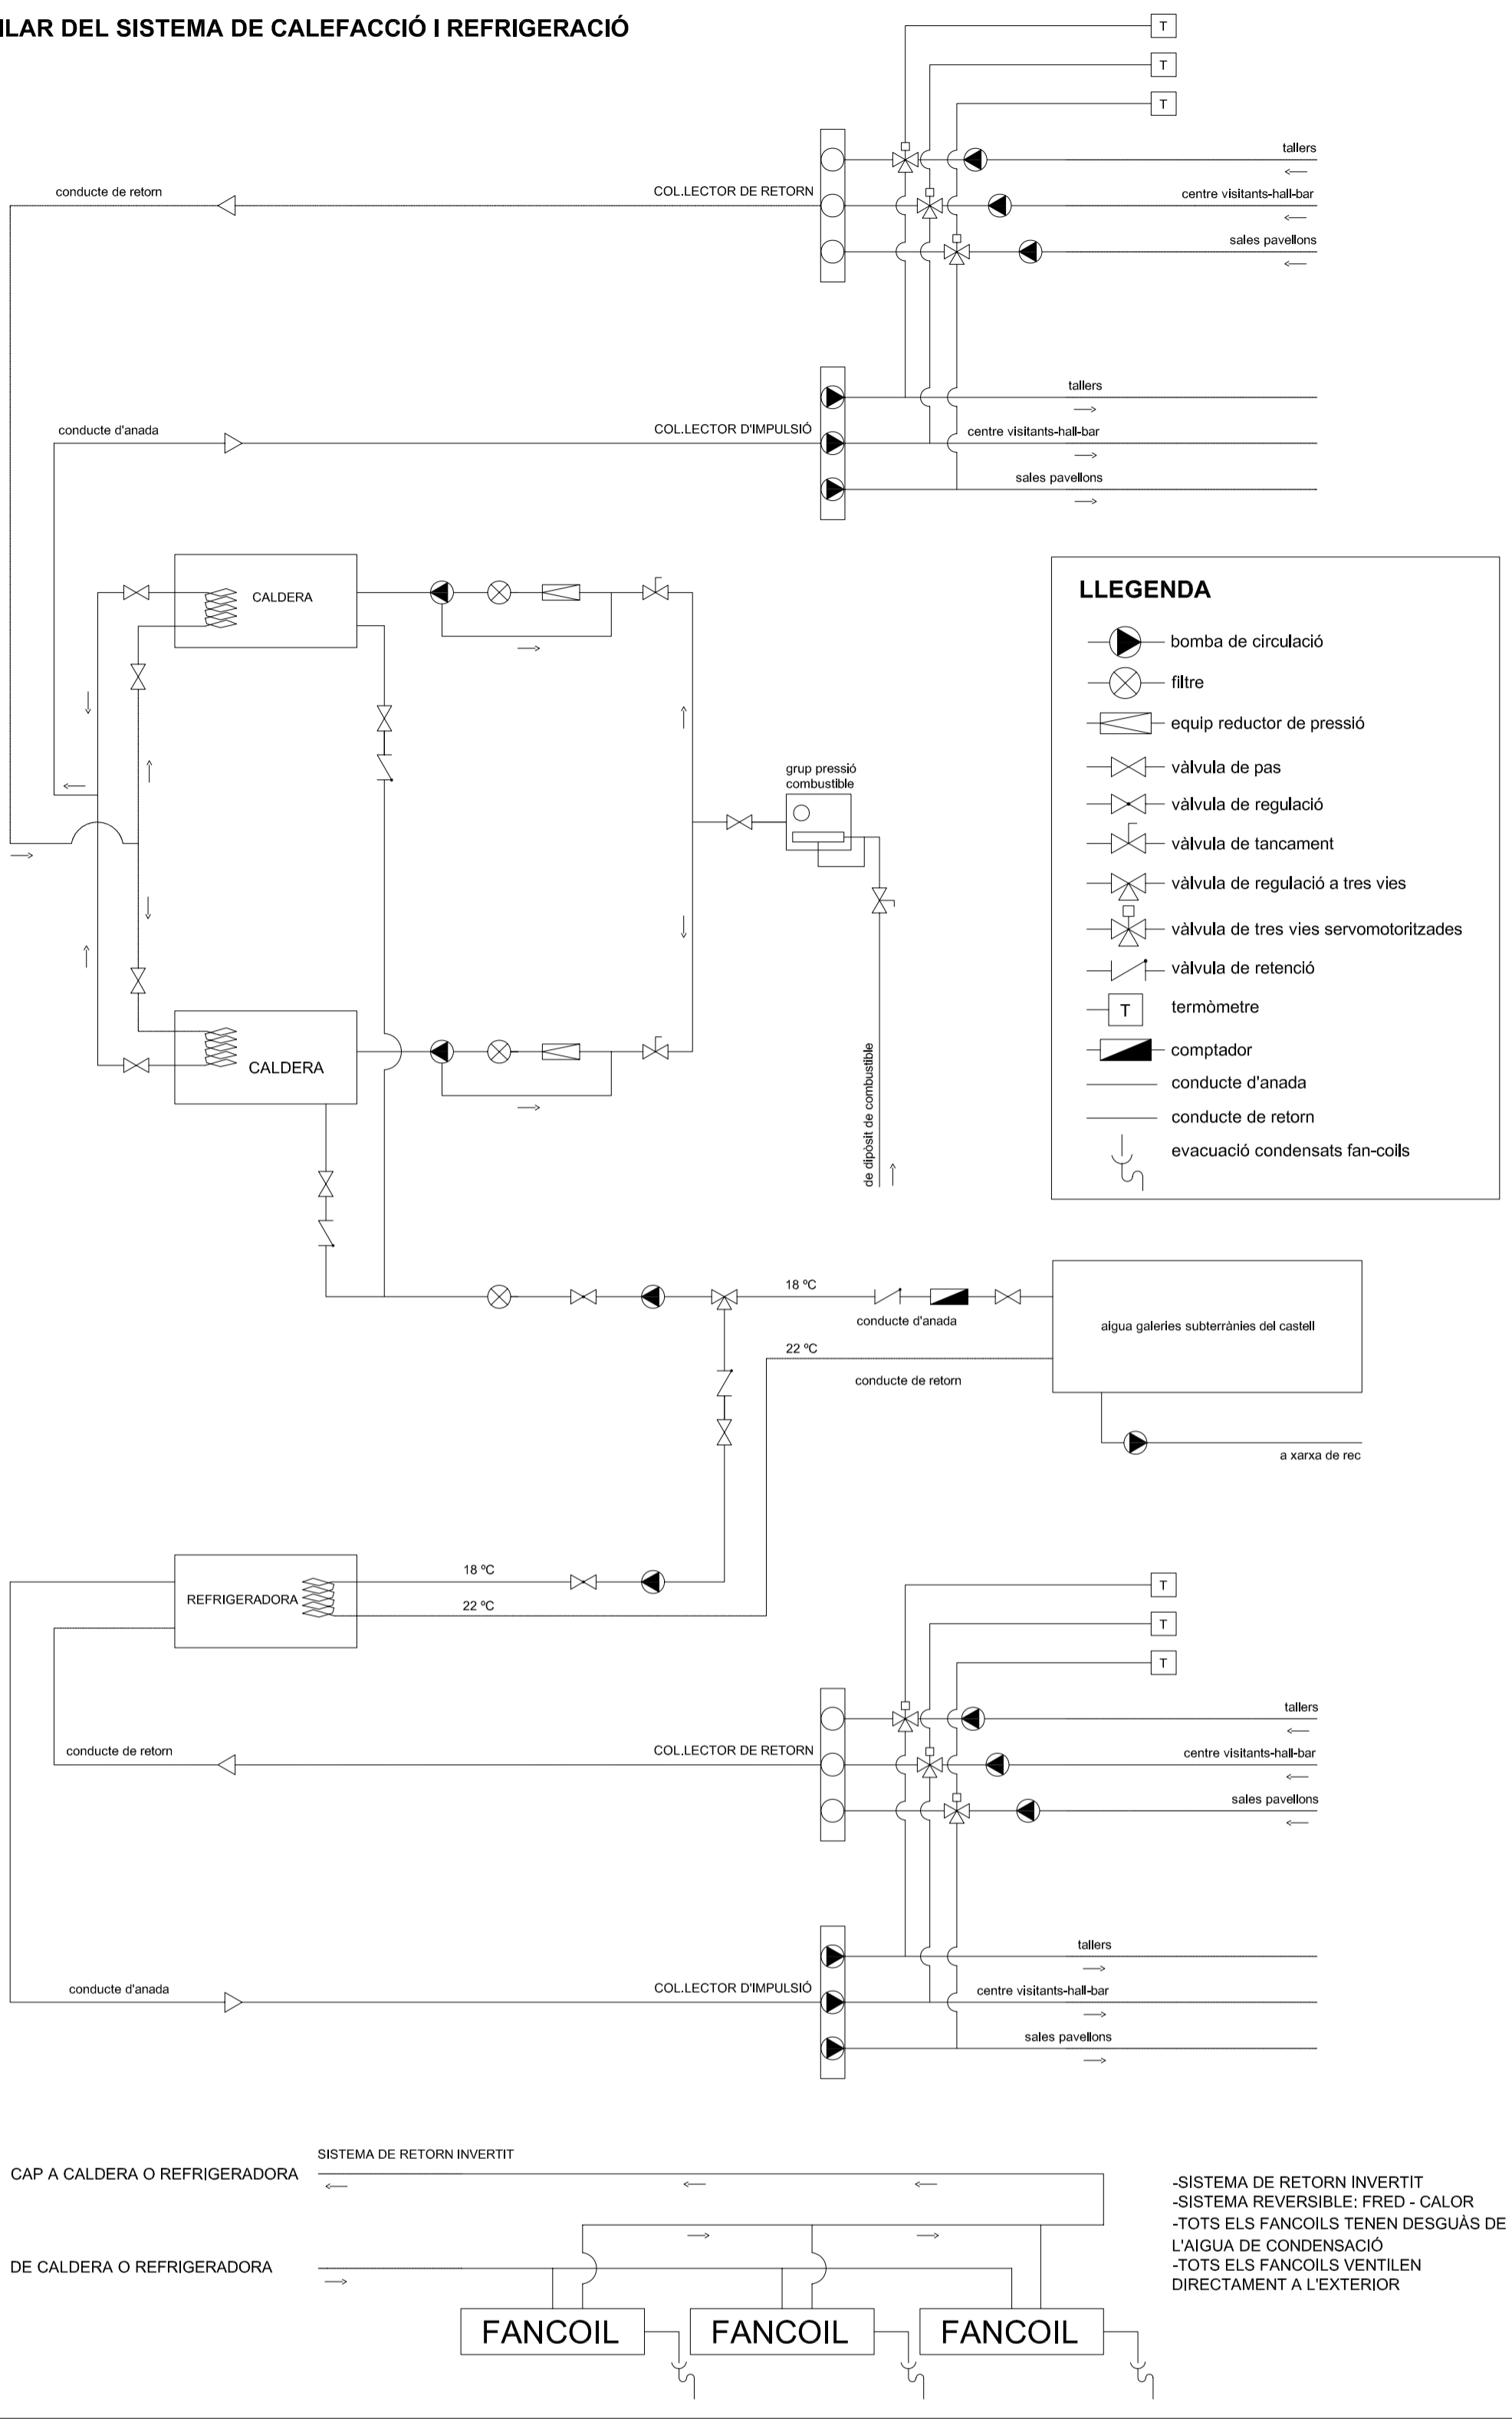 ILAR DEL SISTEMA DE CALEFACCIÓ I REFRIGERACIÓ
T
T
T
tallers
conducte de retorn
COL.LECTOR DE RETORN
centre visitants-hall-bar
sales pavellons
tallers
conducte d'anada
COL.LECTOR D'IMPULSIÓ
centre visitants-hall-bar
sales pavellons
CALDERA
grup pressió
combustible
CALDERA
de dipòsit de combustible
LLEGENDA
bomba de circulació
filtre
equip reductor de pressió
vàlvula de pas
vàlvula de regulació
vàlvula de tancament
vàlvula de regulació a tres vies
vàlvula de tres vies servomotoritzades
vàlvula de retenció
T
termòmetre
comptador
conducte d'anada
conducte de retorn
evacuació condensats fan-coils
18 ºC
conducte d'anada
aigua galeries subterrànies del castell
22 ºC
conducte de retorn
a xarxa de rec
18 ºC
REFRIGERADORA
22 ºC
T
T
T
tallers
conducte de retorn
COL.LECTOR DE RETORN
centre visitants-hall-bar
sales pavellons
tallers
conducte d'anada
COL.LECTOR D'IMPULSIÓ
centre visitants-hall-bar
sales pavellons
SISTEMA DE RETORN INVERTIT
CAP A CALDERA O REFRIGERADORA
DE CALDERA O REFRIGERADORA
FANCOIL
FANCOIL
FANCOIL
-SISTEMA DE RETORN INVERTIT
-SISTEMA REVERSIBLE: FRED - CALOR
-TOTS ELS FANCOILS TENEN DESGUÀS DE
L'AIGUA DE CONDENSACIÓ
-TOTS ELS FANCOILS VENTILEN
DIRECTAMENT A L'EXTERIOR